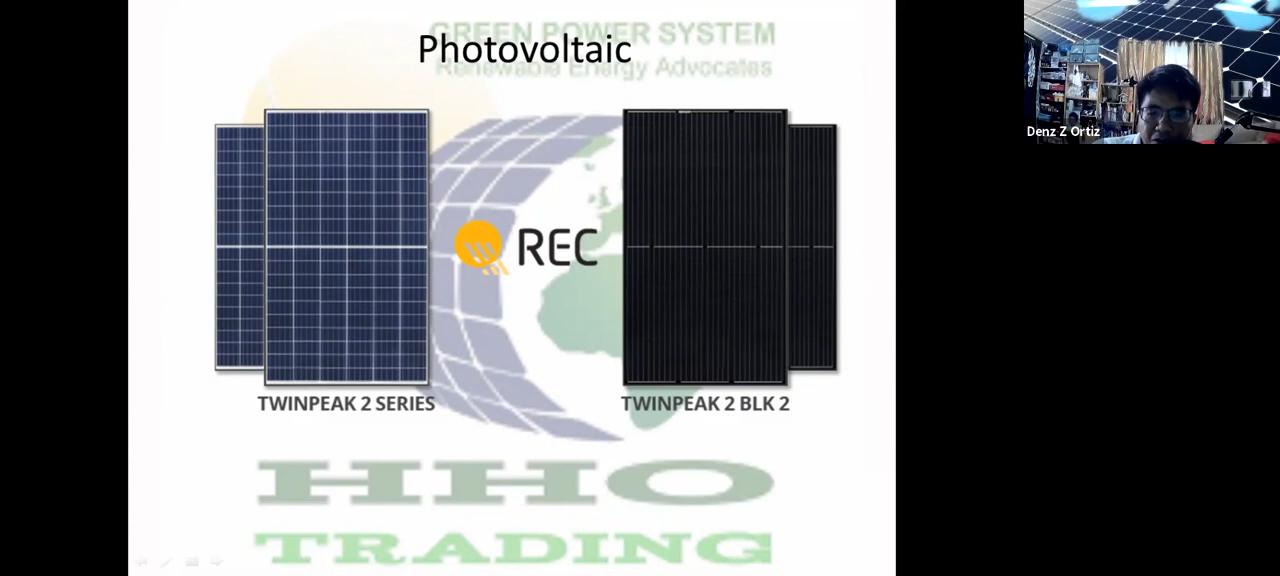 GREEN POWER SYSTEM
Photovoltaic
Renewable Energy Advocates
REC
TWINPEAK 2 SERIES
TWINPEAK 2 BLK 2
HHO
TRADING
Denz Z Ortiz